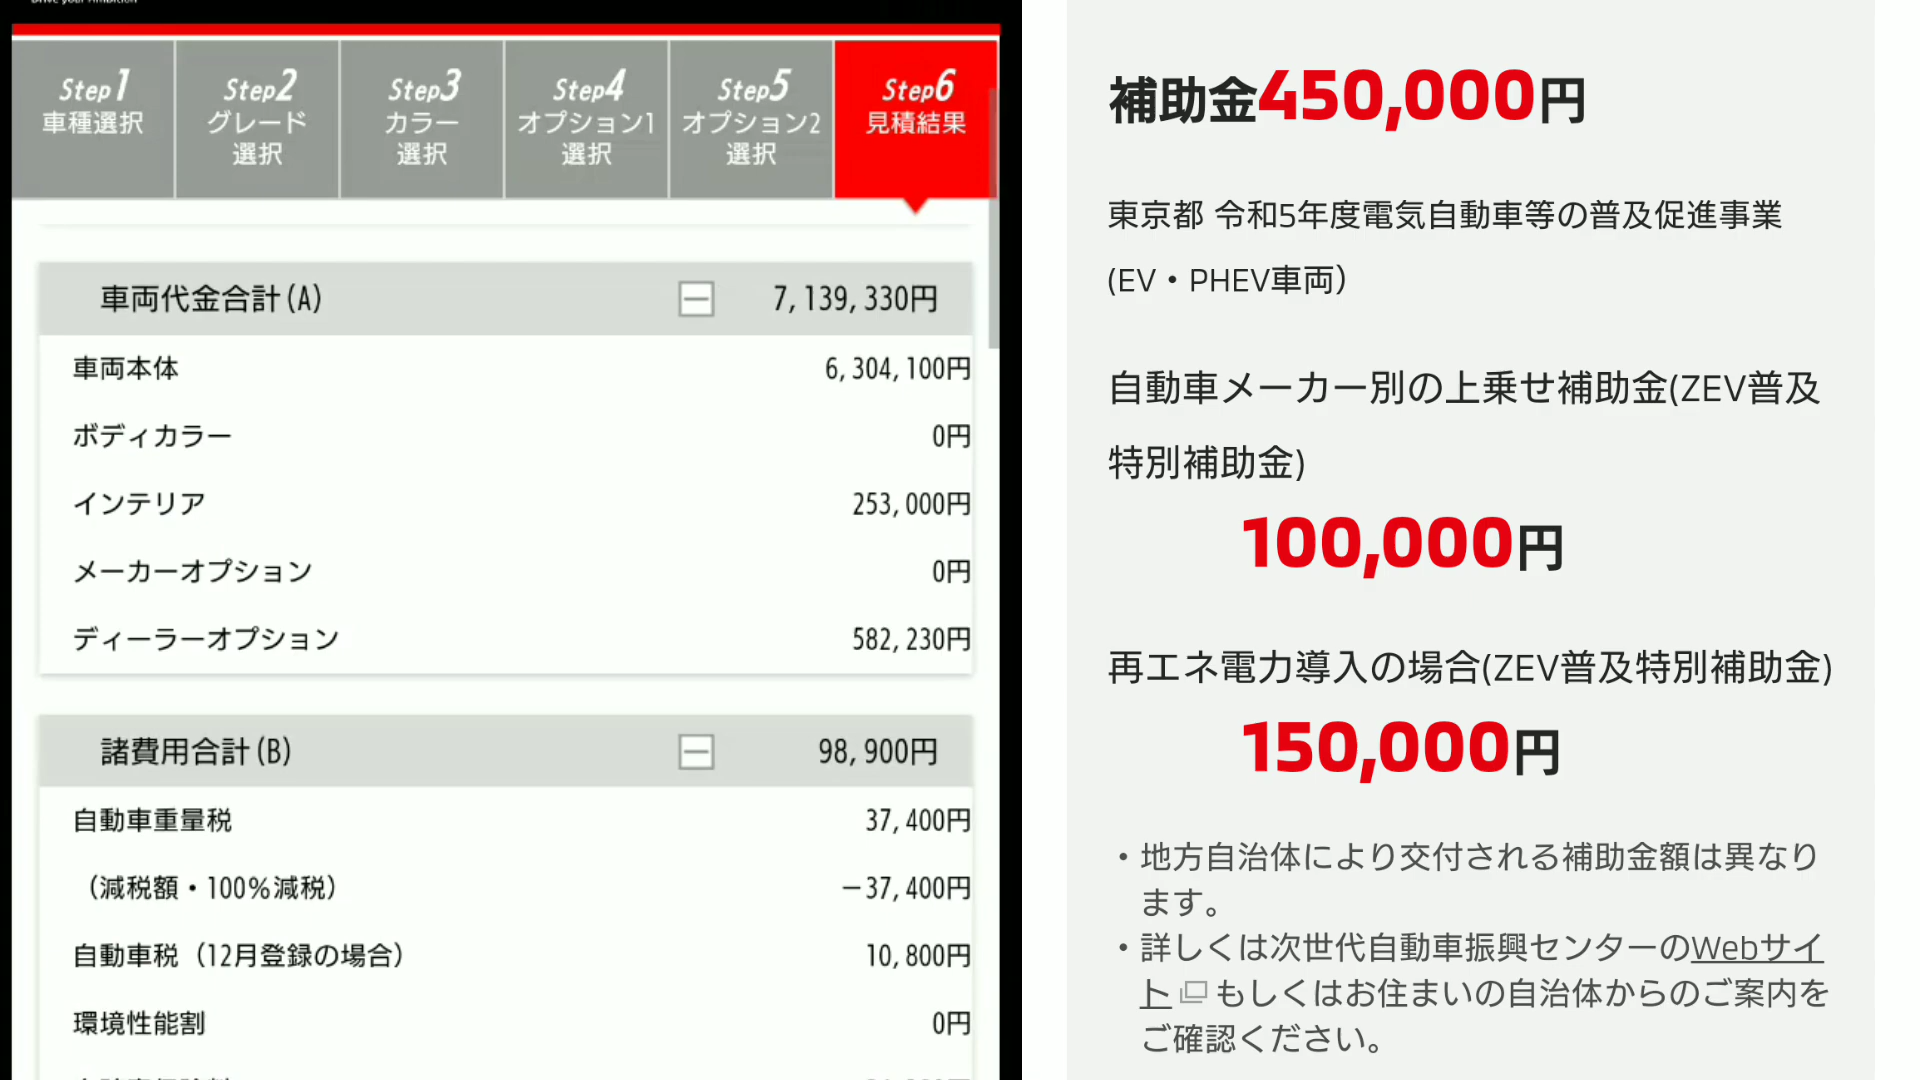 Drive your Ambition
Step1
車種選択
Step2
グレード
選択
Step3
カラー
選択
Step4
オプション1
選択
Step5
オプション2
選択
Step6
見積結果
車両代金合計(A) 7,139,330円
車両本体 6,304,100円
ボディカラー 0円
インテリア 253,000円
メーカーオプション 0円
ディーラーオプション 582,230円
諸費用合計(B) 98,900円
自動車重量税 37,400円
（減税額・100%減税） －37,400円
自動車税（12月登録の場合） 10,800円
環境性能割 0円
補助金450,000円
東京都 令和5年度電気自動車等の普及促進事業
(EV・PHEV車両）
自動車メーカー別の上乗せ補助金(ZEV普及
特別補助金)
100,000円
再エネ電力導入の場合(ZEV普及特別補助金)
150,000円
・地方自治体により交付される補助金額は異なり
ます。
・詳しくは次世代自動車振興センターのWebサイ
ト もしくはお住まいの自治体からのご案内を
ご確認ください。